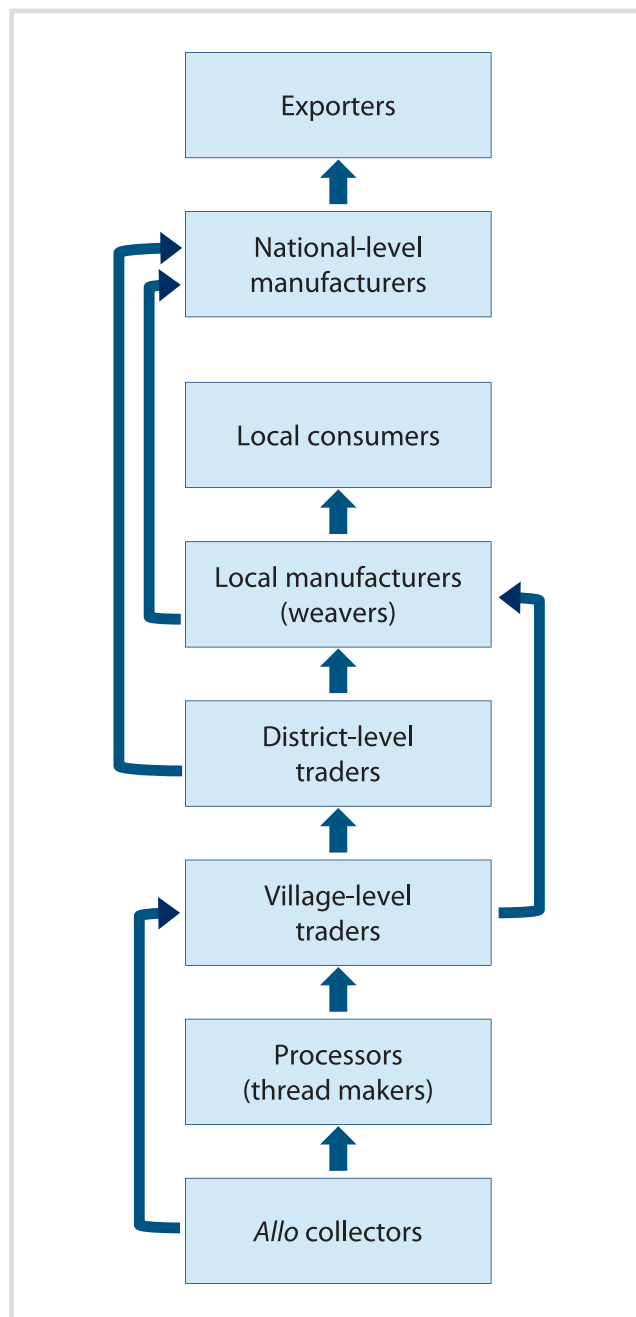 Exporters
National-level
manufacturers
Local consumers
Local manufacturers
(weavers)
District-level
traders
Village-level
traders
Processors
(thread makers)
Allo collectors